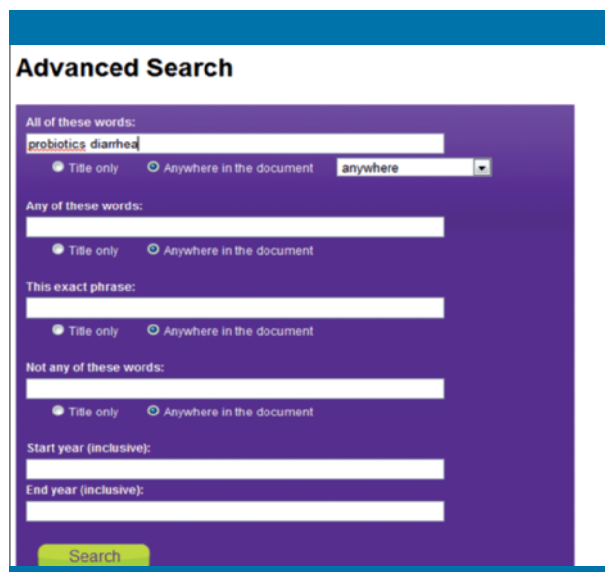 Advanced Search
All of these words:
probiotics diarrhea
Title only Anywhere in the document anywhere
Any of these words:
Title only Anywhere in the document
This exact phrase:
Title only Anywhere in the document
Not any of these words:
Title only Anywhere in the document
Start year (inclusive):
End year (inclusive):
Search